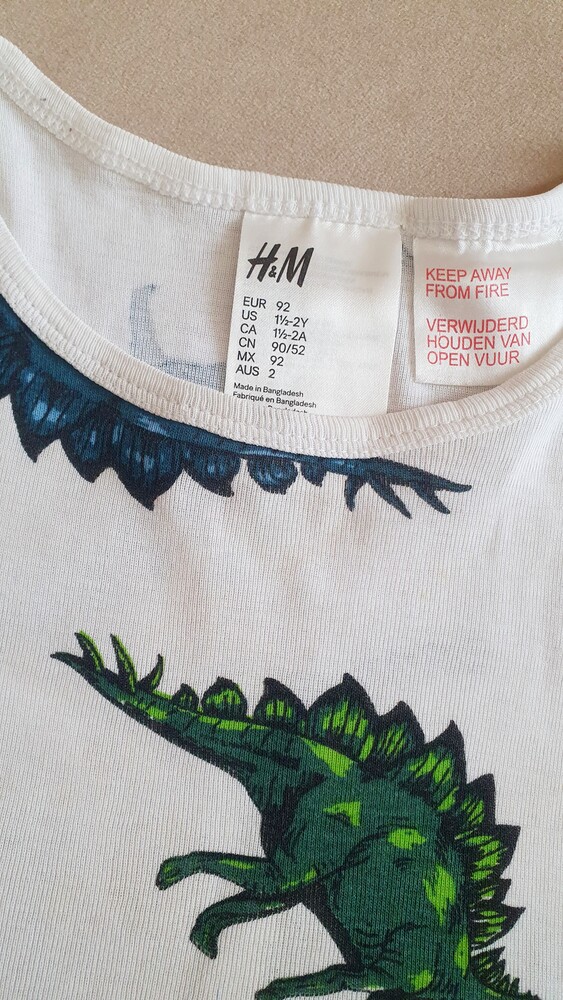 H&M
EUR 92
US 1½-2Y
CA 1½-2A
CN 90/52
MX 92
AUS 2
Made in Bangladesh
Fabriqué en Bangladesh
KEEP AWAY
FROM FIRE
VERWIJDERD
HOUDEN VAN
OPEN VUUR